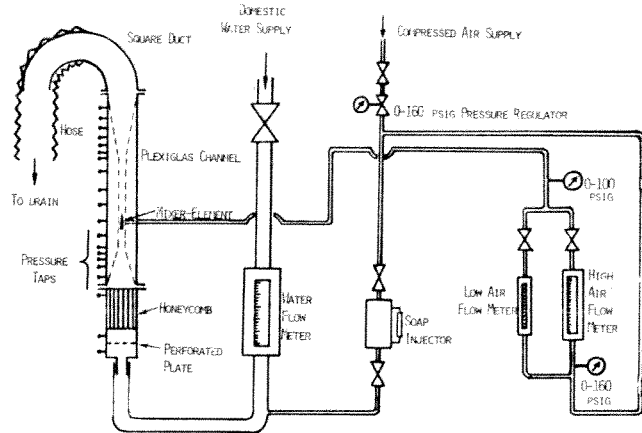 DOMESTIC
WATER SUPPLY
SQUARE DUCT
COMPRESSED AIR SUPPLY
0-160 PSIG PRESSURE REGULATOR
HOSE
PLEXIGLAS CHANNEL
TO DRAIN
MIXER-ELEMENT
0-100
PSIG
PRESSURE
TAPS
HONEYCOMB
PERFORATED
PLATE
WATER
FLOW
METER
SOAP
INJECTOR
LOW AIR
FLOW METER
HIGH
AIR
FLOW
METER
0-160
PSIG